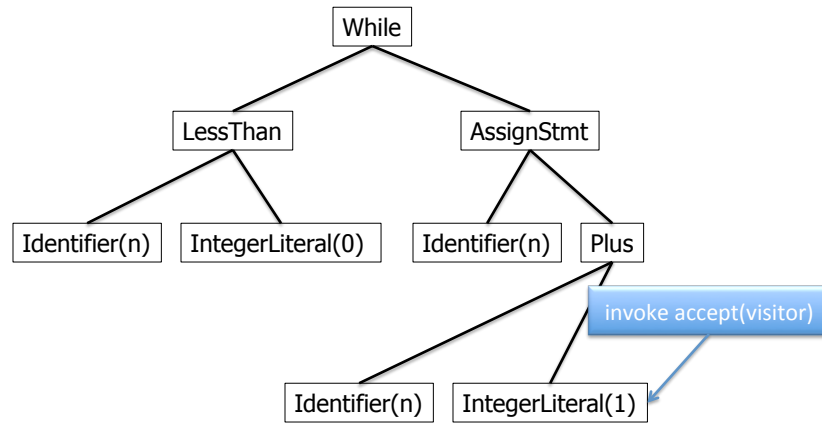 While
LessThan
AssignStmt
Identifier(n)
IntegerLiteral(0)
Identifier(n)
Plus
invoke accept(visitor)
Identifier(n)
IntegerLiteral(1)